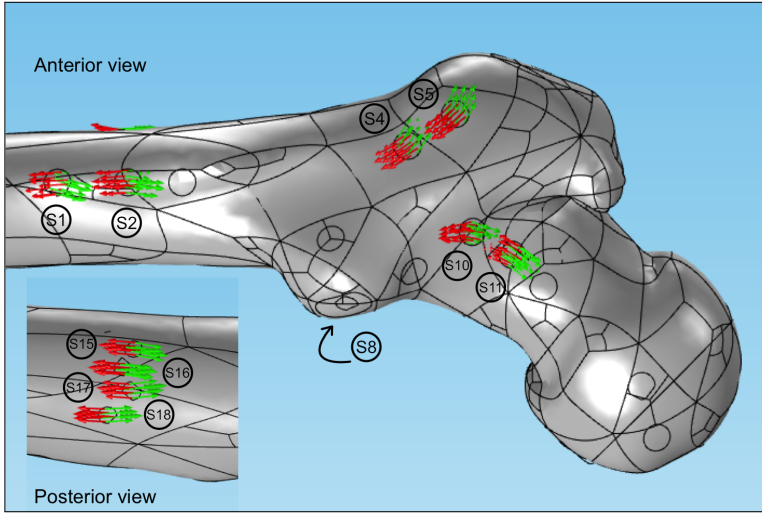 Anterior view
S5
S4
S1
S2
S10
S11
S8
S15
S16
S17
S18
Posterior view